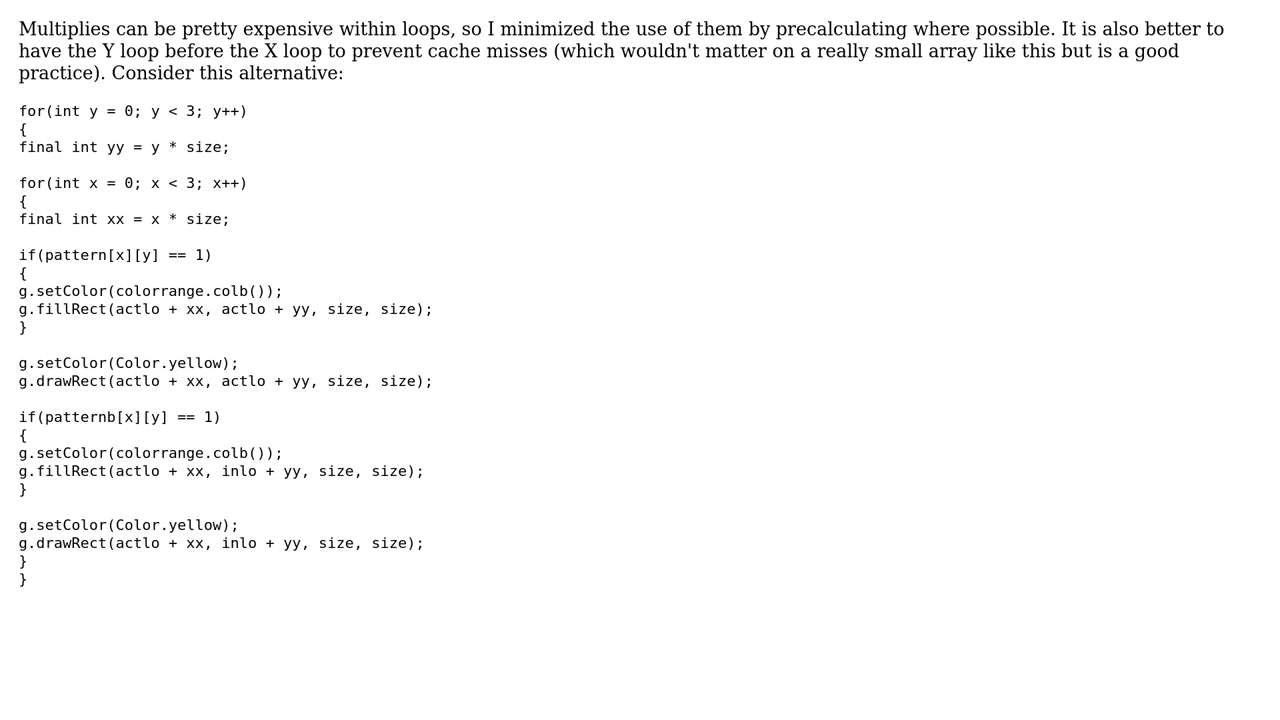 Multiplies can be pretty expensive within loops, so I minimized the use of them by precalculating where possible. It is also better to
have the Y loop before the X loop to prevent cache misses (which wouldn't matter on a really small array like this but is a good
practice). Consider this alternative:
for(int y = 0; y < 3; y++)
{
final int yy = y * size;
for(int x = 0; x < 3; x++)
{
final int xx = x * size;
if(pattern[x][y] == 1)
{
g.setColor(colorrange.colb());
g.fillRect(actlo + xx, actlo + yy, size, size);
}
g.setColor(Color.yellow);
g.drawRect(actlo + xx, actlo + yy, size, size);
if(patternb[x][y] == 1)
{
g.setColor(colorrange.colb());
g.fillRect(actlo + xx, inlo + yy, size, size);
}
g.setColor(Color.yellow);
g.drawRect(actlo + xx, inlo + yy, size, size);
}
}